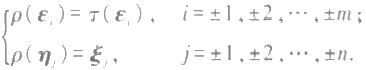 ρ(ε_i) = τ(ε_i), i = ±1, ±2, ⋯, ±m;
ρ(η_j) = ξ_j, j = ±1, ±2, ⋯, ±n.